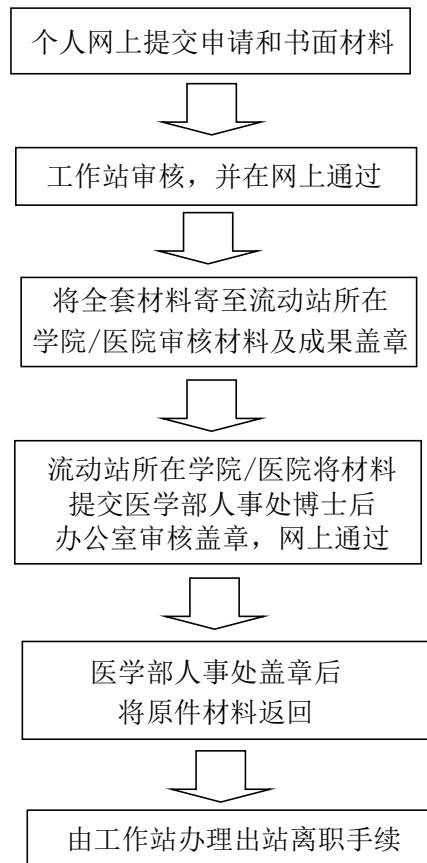 个人网上提交申请和书面材料
工作站审核，并在网上通过
将全套材料寄至流动站所在
学院/医院审核材料及成果盖章
流动站所在学院/医院将材料
提交医学部人事处博士后
办公室审核盖章，网上通过
医学部人事处盖章后
将原件材料返回
由工作站办理出站离职手续